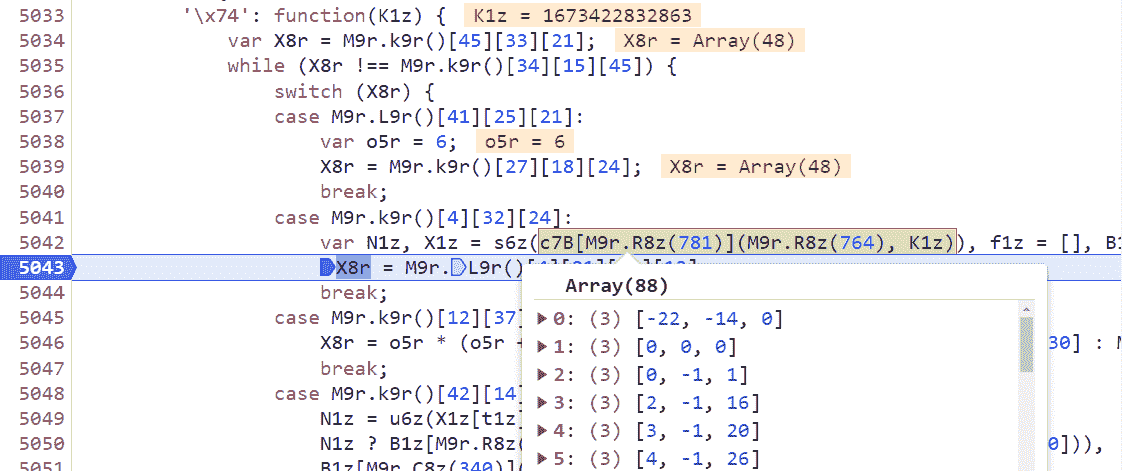 5033 '\x74': function(K1z) { K1z = 1673422832863
5034 var X8r = M9r.k9r()[45][33][21]; X8r = Array(48)
5035 while (X8r !== M9r.k9r()[34][15][45]) {
5036 switch (X8r) {
5037 case M9r.L9r()[41][25][21]:
5038 var o5r = 6; o5r = 6
5039 X8r = M9r.k9r()[27][18][24]; X8r = Array(48)
5040 break;
5041 case M9r.k9r()[4][32][24]:
5042 var N1z, X1z = s6z(c7B[M9r.R8z(781)](M9r.R8z(764), K1z)), f1z = [], B1
5043 X8r = M9r. L9r()
5044 break;
Array(88)
5045 case M9r.k9r()[12][37]
0: (3) [-22, -14, 0]
5046 X8r = o5r * (o5r + 30] : M
1: (3) [0, 0, 0]
5047 break;
2: (3) [0, -1, 1]
5048 case M9r.k9r()[42][14]
3: (3) [2, -1, 16]
5049 N1z = u6z(X1z[t1z]
4: (3) [3, -1, 20]
5050 N1z ? B1z[M9r.R8z( 0])),
5: (3) [4, -1, 26]
5051 B1z[M9r.C8z(340)](